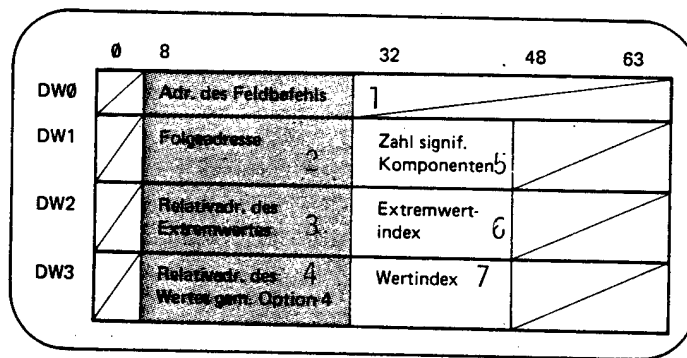 0 8 32 48 63
DW0 Adr. des Feldbefehls 1
DW1 Folgeadresse 2 Zahl signif.
Komponenten 5
DW2 Relativadr. des Extremwert-
Extremwertes 3 index 6
DW3 Relativadr. des 4 Wertindex 7
Wertes gem. Option 4